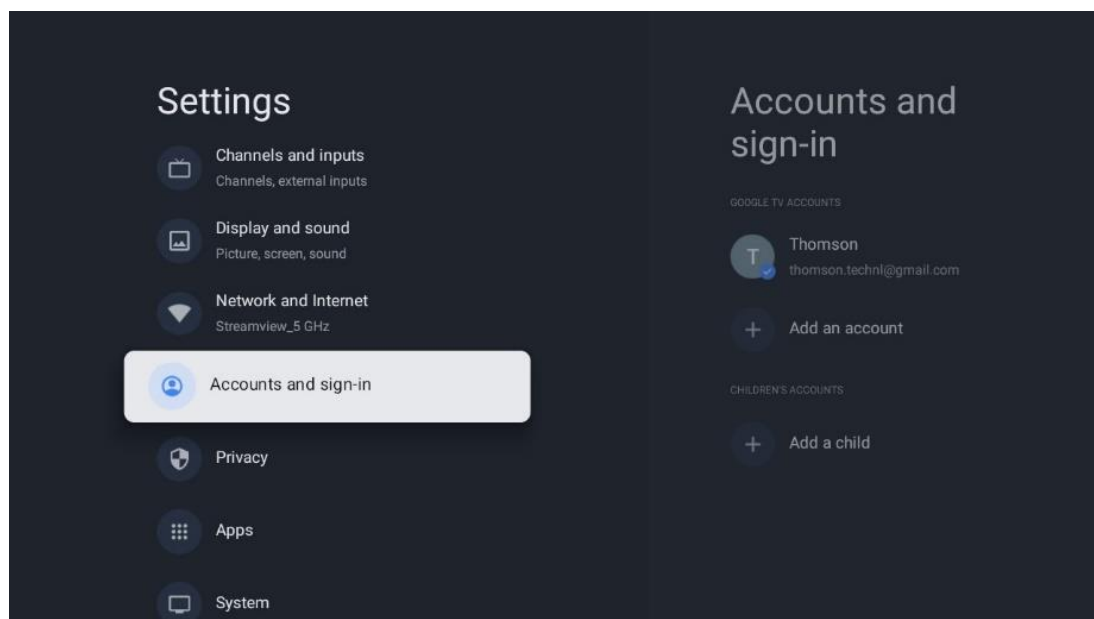 Settings
Channels and inputs
Channels, external inputs
Display and sound
Picture, screen, sound
Network and Internet
Streamview_5 GHz
Accounts and sign-in
Privacy
Apps
System
Accounts and
sign-in
GOOGLE TV ACCOUNTS
T
Thomson
thomson.technl@gmail.com
Add an account
CHILDREN'S ACCOUNTS
Add a child